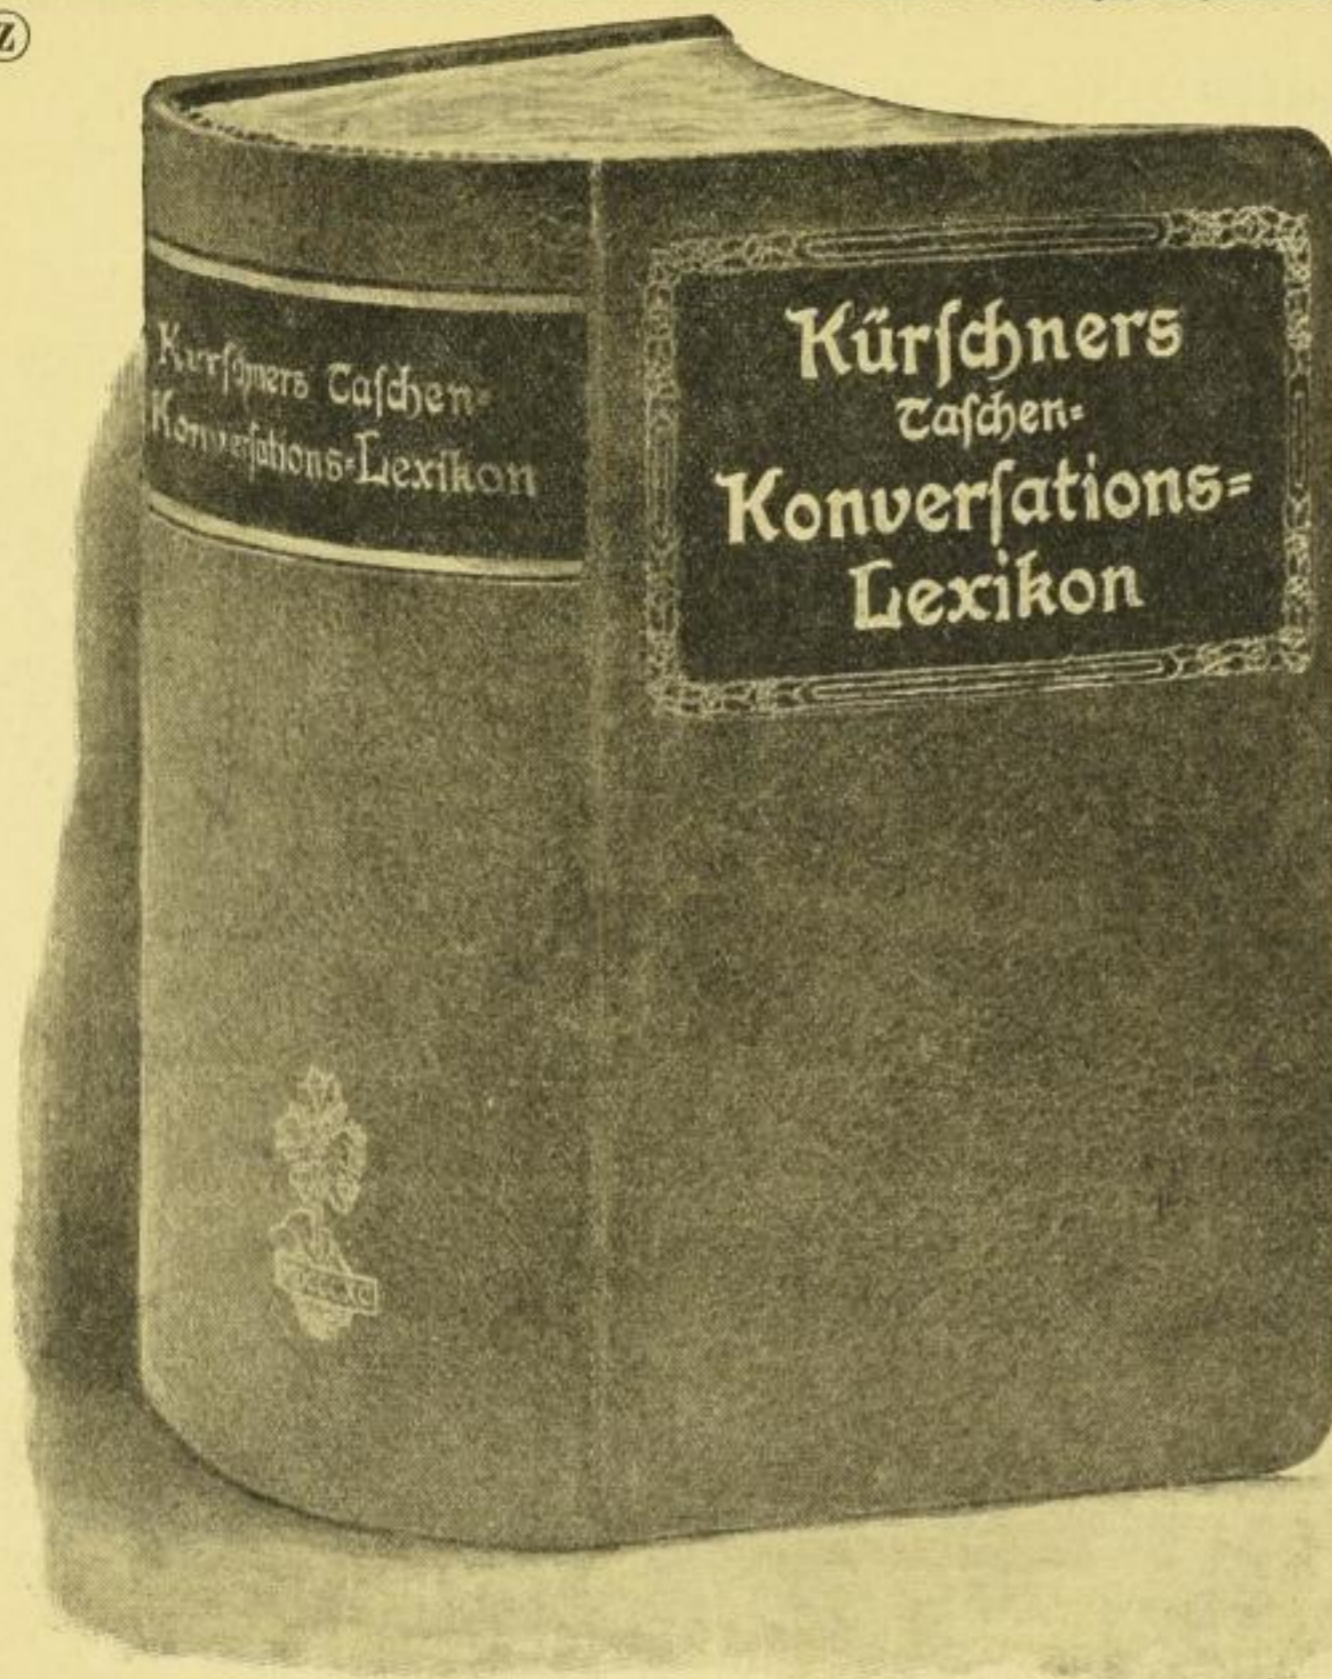 Z
Kürſchners Taſchen=
Konverſations=Lexikon
Kürſchners
Taſchen=
Konverſations=
Lexikon